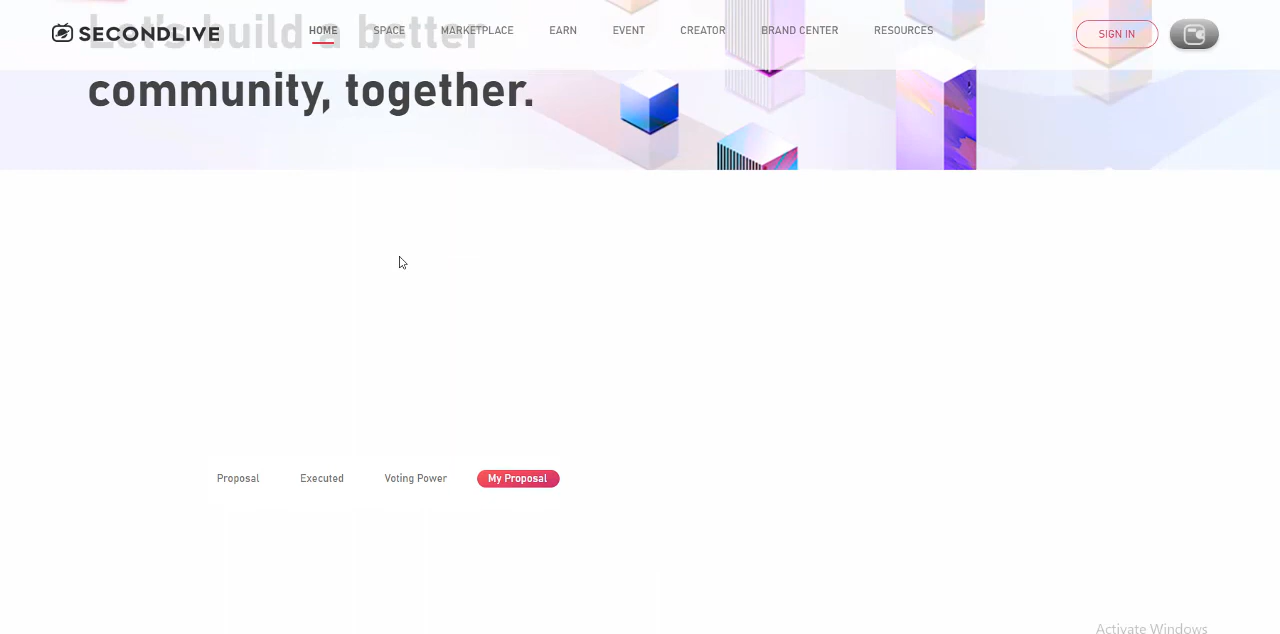 Let's build a better
SECONDLIVE
HOME SPACE MARKETPLACE EARN EVENT CREATOR BRAND CENTER RESOURCES
SIGN IN
community, together.
Proposal Executed Voting Power My Proposal
Activate Windows